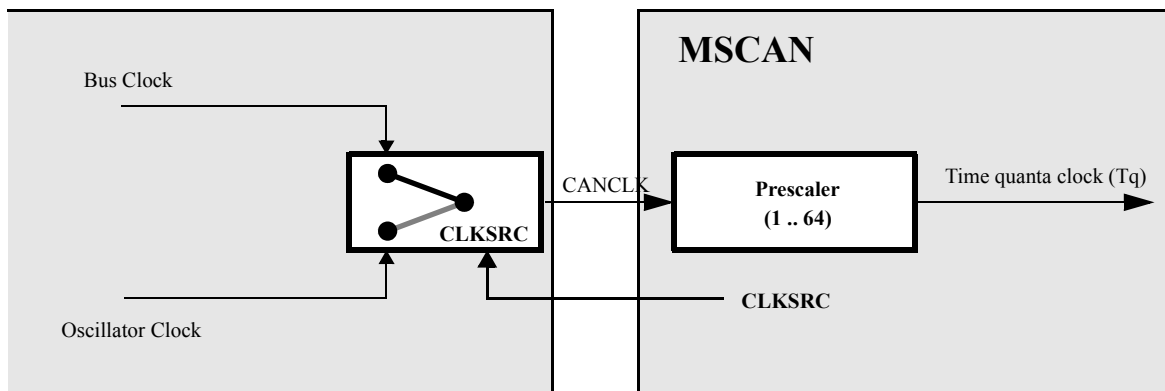 MSCAN
Bus Clock
CANCLK
Prescaler
(1 .. 64)
Time quanta clock (Tq)
CLKSRC
CLKSRC
Oscillator Clock